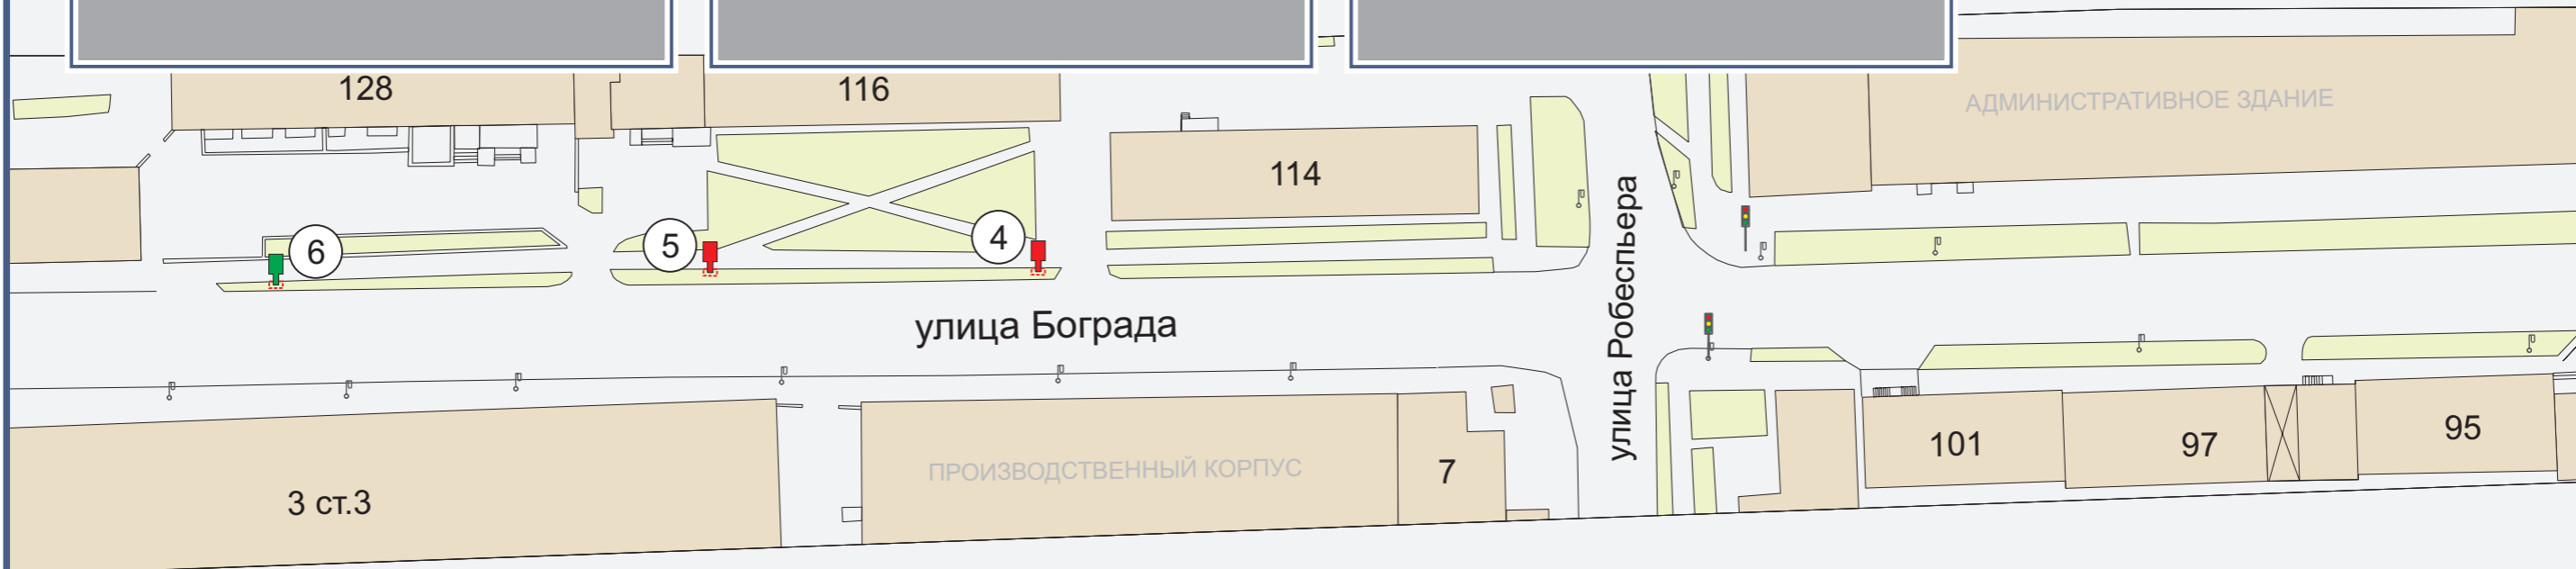 128
116
АДМИНИСТРАТИВНОЕ ЗДАНИЕ
114
6
5
4
улица Бограда
улица Робеспьера
3 ст.3
ПРОИЗВОДСТВЕННЫЙ КОРПУС
7
101
97
95